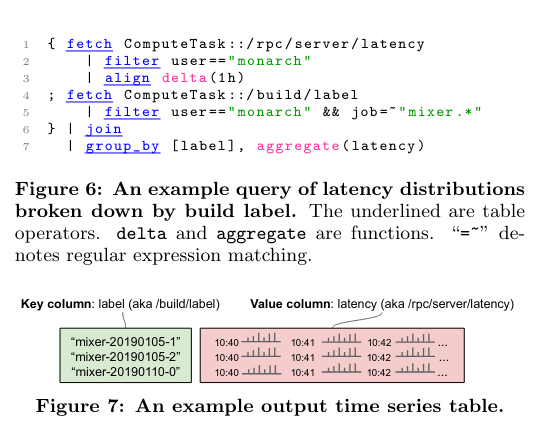 1 { fetch ComputeTask::/rpc/server/latency
2 | filter user=="monarch"
3 | align delta(1h)
4 ; fetch ComputeTask::/build/label
5 | filter user=="monarch" && job=~"mixer.*"
6 } | join
7 | group_by [label], aggregate(latency)
Figure 6: An example query of latency distributions
broken down by build label. The underlined are table
operators. delta and aggregate are functions. “=~” de-
notes regular expression matching.
Key column: label (aka /build/label) Value column: latency (aka /rpc/server/latency)
“mixer-20190105-1” 10:40 10:41 10:42 ...
“mixer-20190105-2” 10:40 10:41 10:42 ...
“mixer-20190110-0” 10:40 10:41 10:42 ...
Figure 7: An example output time series table.